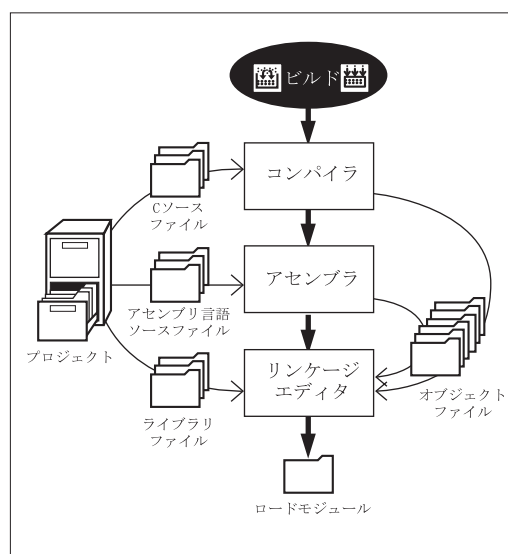 ビルド
コンパイラ
Cソース
ファイル
アセンブラ
アセンブリ言語
ソースファイル
プロジェクト
リンケージ
エディタ
オブジェクト
ファイル
ライブラリ
ファイル
ロードモジュール